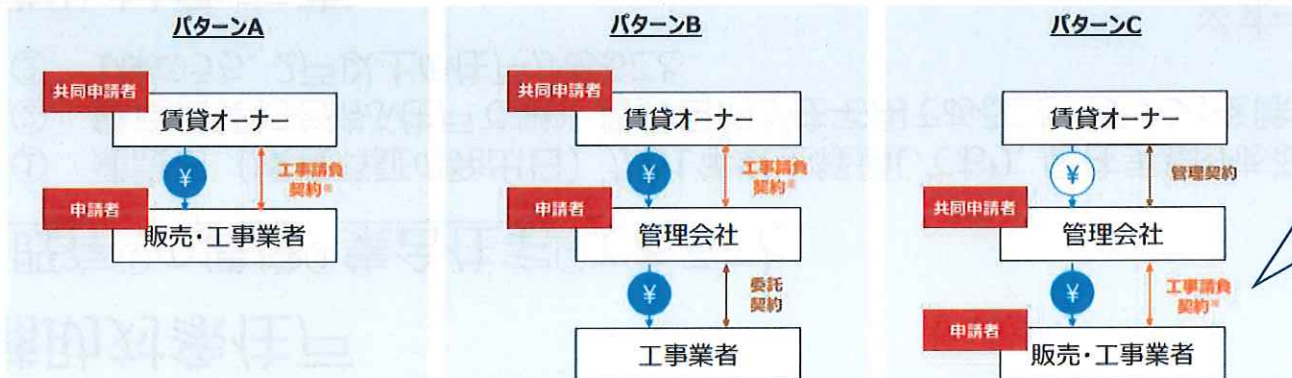 パターンA
共同申請者
賃貸オーナー
¥
工事請負
契約※
申請者
販売・工事業者
パターンB
共同申請者
賃貸オーナー
¥
工事請負
契約※
申請者
管理会社
¥
委託
契約
工事業者
パターンC
賃貸オーナー
¥
管理契約
共同申請者
管理会社
¥
工事請負
契約※
申請者
販売・工事業者